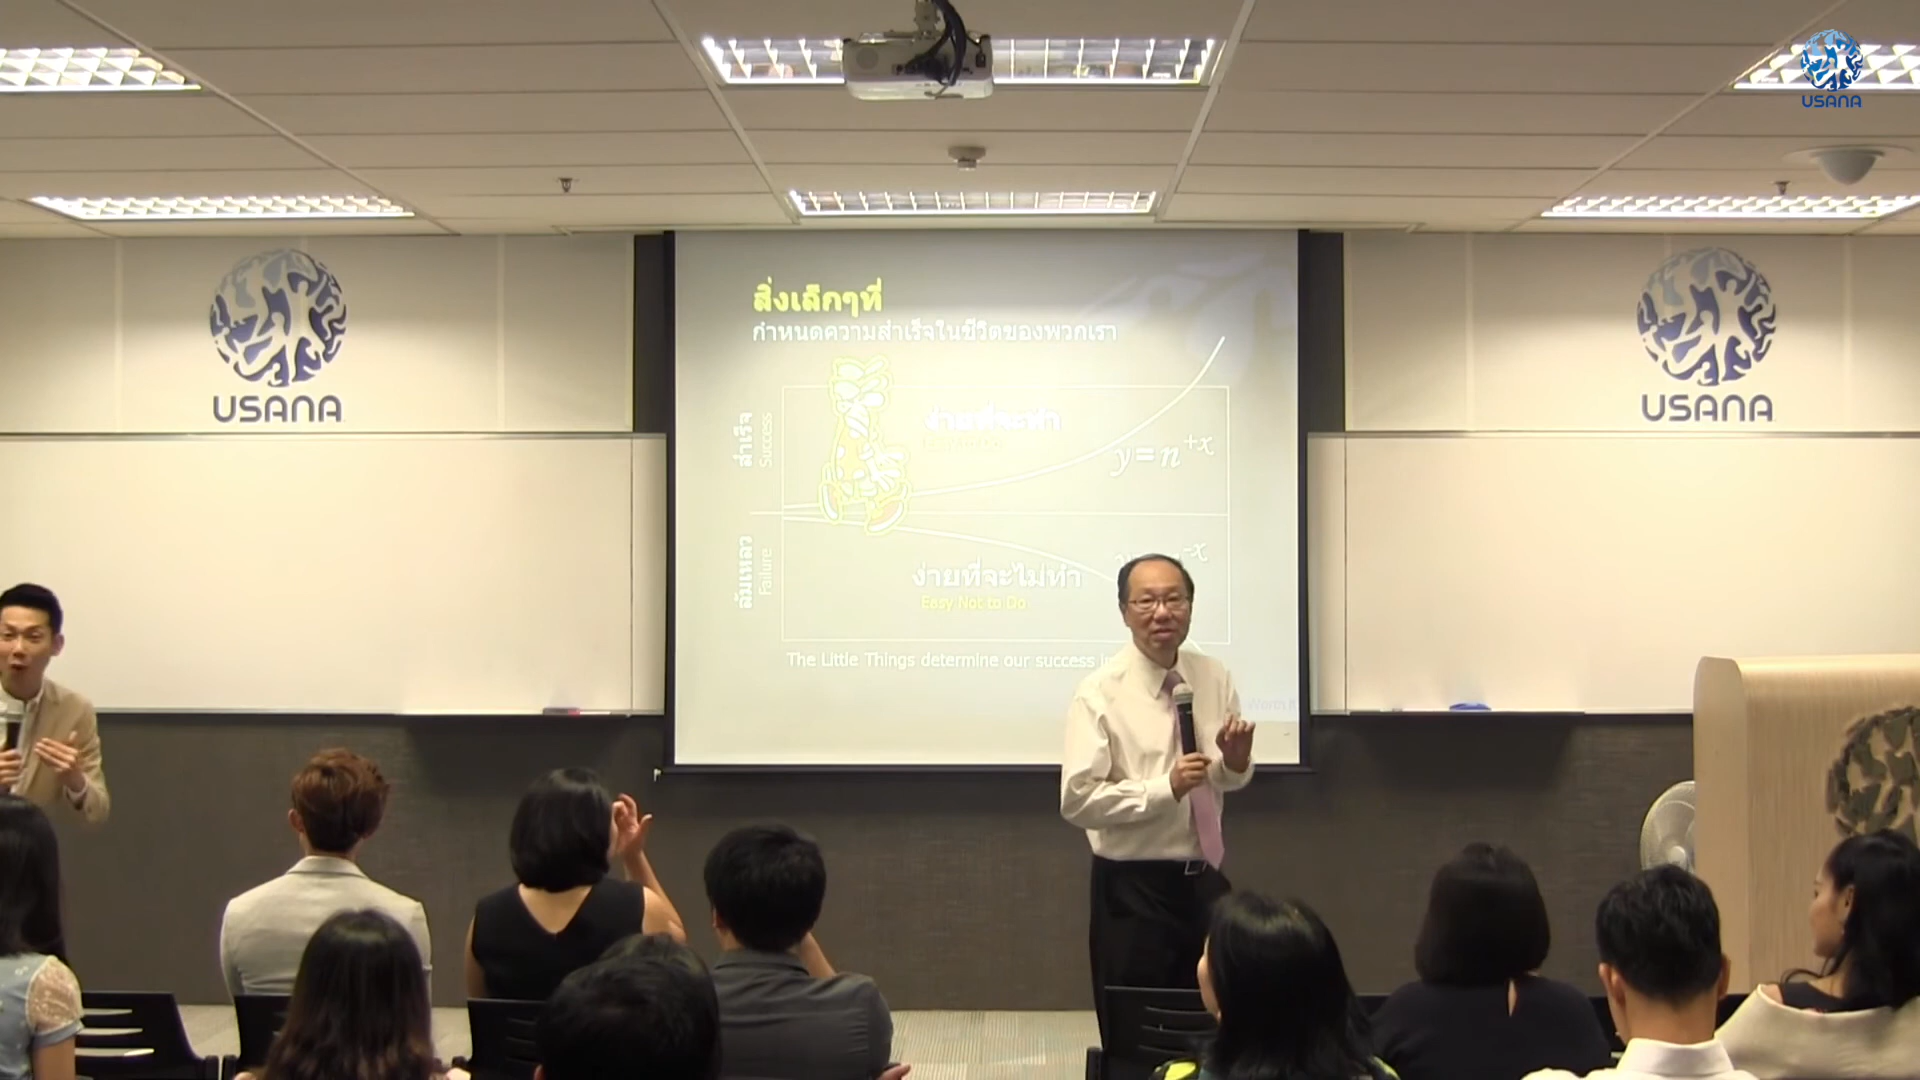 USANA
USANA
USANA
สิ่งเล็กๆที่
กำหนดความสำเร็จในชีวิตของพวกเรา
สำเร็จ
Success
ง่ายที่จะทำ
Easy to Do
y=n+x
ล้มเหลว
Failure
ง่ายที่จะไม่ทำ
Easy Not to Do
-x
The Little Things determine our success